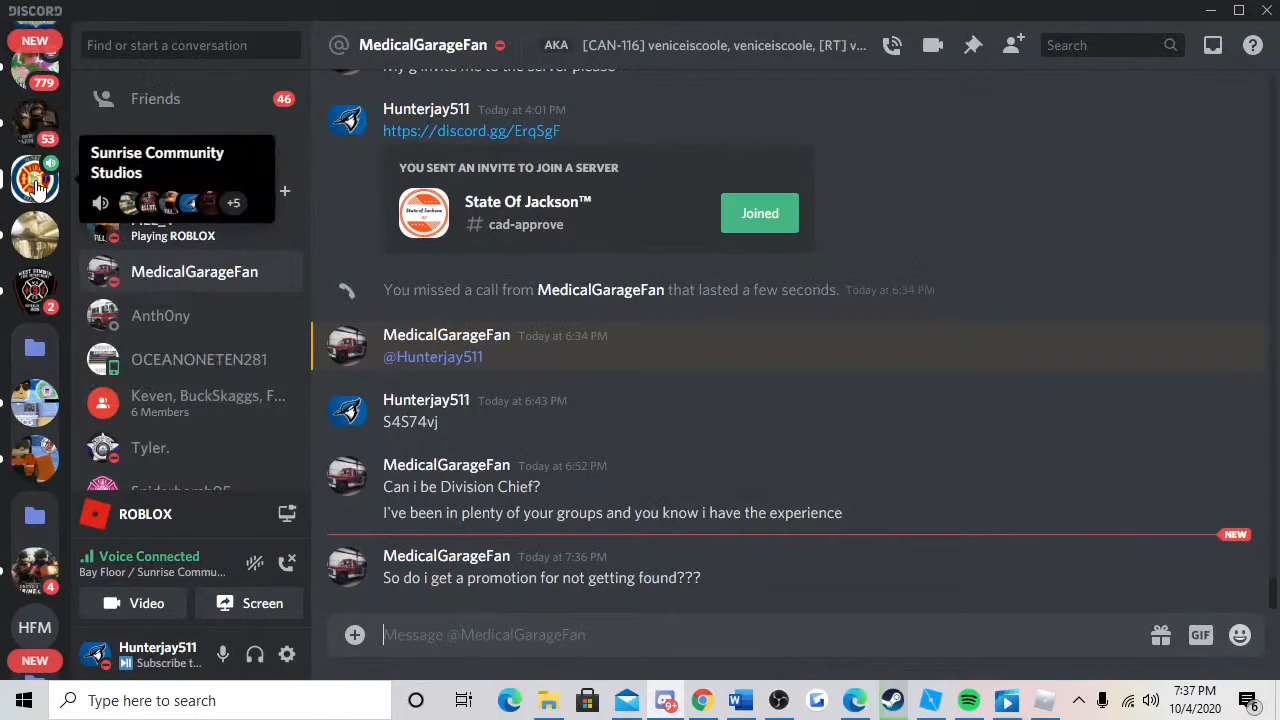 DISCORD
NEW
779
53
2
4
HFM
NEW
Find or start a conversation
Friends
46
Sunrise Community
Studios
+5
Playing ROBLOX
MedicalGarageFan
Anth0ny
OCEANONETEN281
Keven, BuckSkaggs, F...
6 Members
Tyler.
ROBLOX
Voice Connected
Bay Floor / Sunrise Commu...
Video
Screen
Hunterjay511
Subscribe t...
@ MedicalGarageFan
AKA
[CAN-116] veniceiscoole, veniceiscoole, [RT] v...
Search
Hunterjay511 Today at 4:01 PM
https://discord.gg/ErqSgF
YOU SENT AN INVITE TO JOIN A SERVER
State Of Jackson™
# cad-approve
Joined
You missed a call from MedicalGarageFan that lasted a few seconds. Today at 6:34 PM
MedicalGarageFan Today at 6:34 PM
@Hunterjay511
Hunterjay511 Today at 6:43 PM
S4S74vj
MedicalGarageFan Today at 6:52 PM
Can i be Division Chief?
I've been in plenty of your groups and you know i have the experience
NEW
MedicalGarageFan Today at 7:36 PM
So do i get a promotion for not getting found???
Message @MedicalGarageFan
GIF
Type here to search
9+
7:37 PM
10/4/2020
6